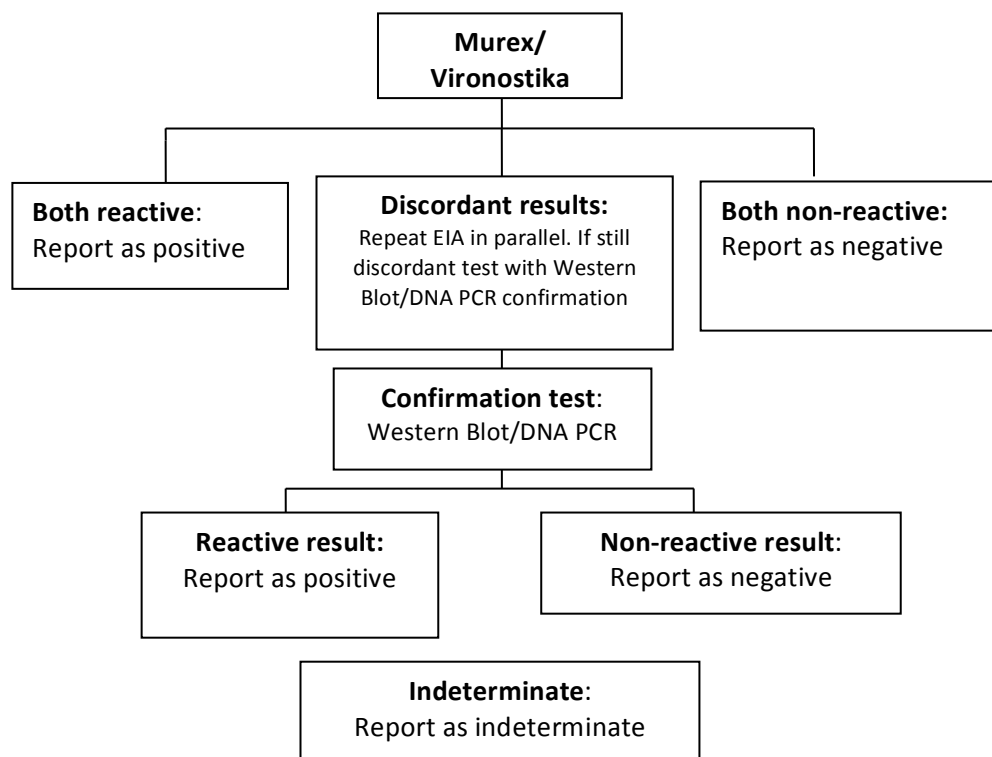 Murex/
Vironostika
Both reactive:
Report as positive
Discordant results:
Repeat EIA in parallel. If still
discordant test with Western
Blot/DNA PCR confirmation
Both non-reactive:
Report as negative
Confirmation test:
Western Blot/DNA PCR
Reactive result:
Report as positive
Non-reactive result:
Report as negative
Indeterminate:
Report as indeterminate